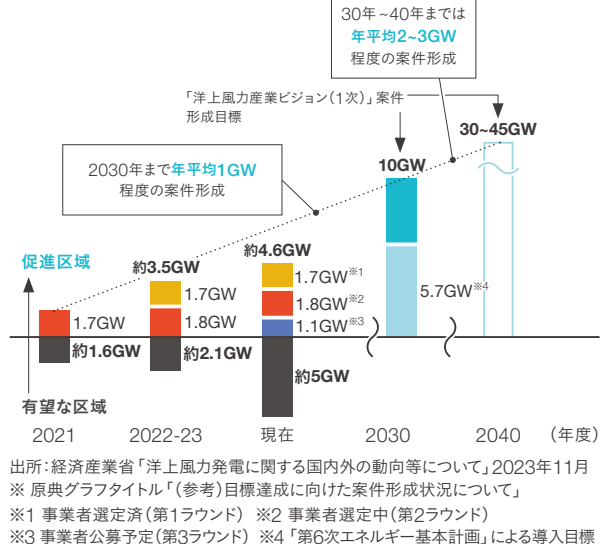 30年~40年までは
年平均2~3GW
程度の案件形成
「洋上風力産業ビジョン(1次)」案件
形成目標
30~45GW
2030年まで年平均1GW
程度の案件形成
10GW
促進区域
約3.5GW
約4.6GW
1.7GW
1.7GW
1.8GW
1.7GW※1
1.8GW※2
1.1GW※3
5.7GW※4
約1.6GW
約2.1GW
約5GW
有望な区域
2021 2022-23 現在 2030 2040 (年度)
出所:経済産業省「洋上風力発電に関する国内外の動向等について」2023年11月
※ 原典グラフタイトル「(参考)目標達成に向けた案件形成状況について」
※1 事業者選定済(第1ラウンド) ※2 事業者選定中(第2ラウンド)
※3 事業者公募予定(第3ラウンド) ※4「第6次エネルギー基本計画」による導入目標